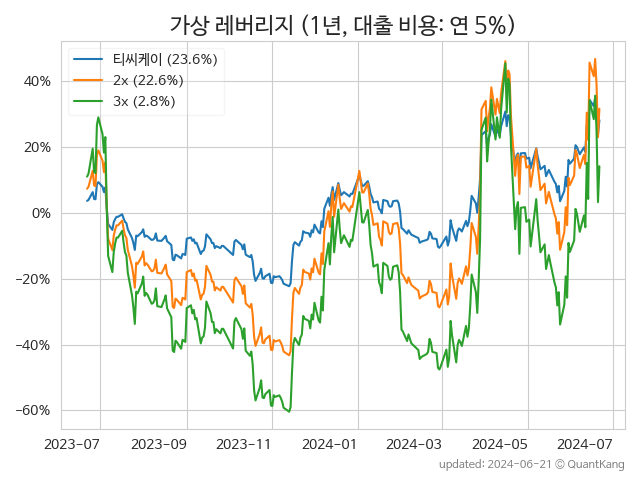 가상 레버리지 (1년, 대출 비용: 연 5%)
티씨케이 (23.6%)
2x (22.6%)
3x (2.8%)
40%
20%
0%
−20%
−40%
−60%
2023-07 2023-09 2023-11 2024-01 2024-03 2024-05 2024-07
updated: 2024-06-21 © QuantKang